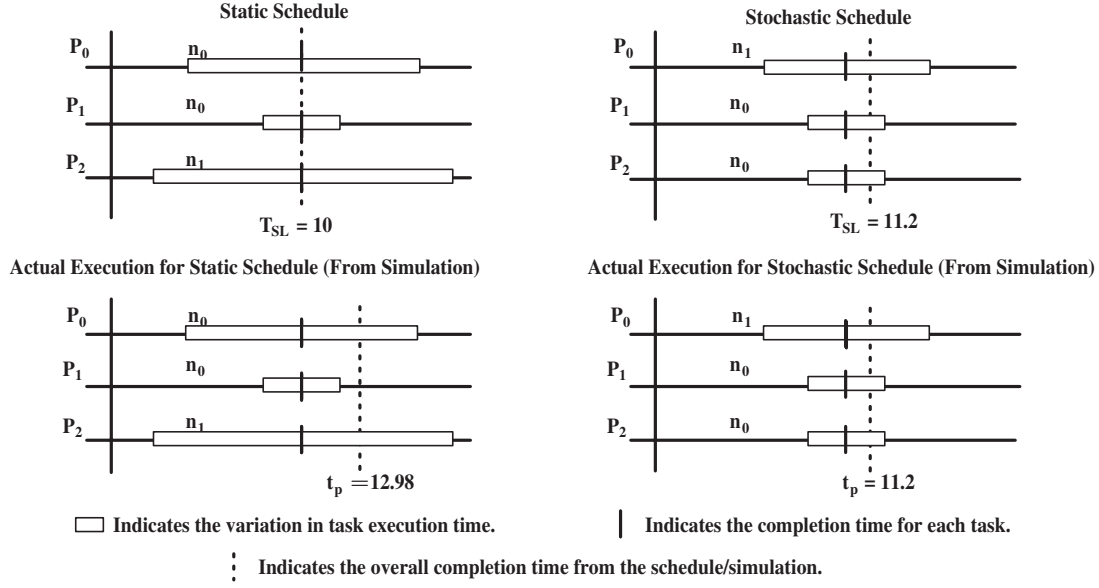 Static Schedule
P0
n0
P1
n0
P2
n1
TSL = 10
Stochastic Schedule
P0
n1
P1
n0
P2
n0
TSL = 11.2
Actual Execution for Static Schedule (From Simulation)
P0
n0
P1
n0
P2
n1
tp =12.98
Actual Execution for Stochastic Schedule (From Simulation)
P0
n1
P1
n0
P2
n0
tp = 11.2
Indicates the variation in task execution time.
Indicates the completion time for each task.
Indicates the overall completion time from the schedule/simulation.